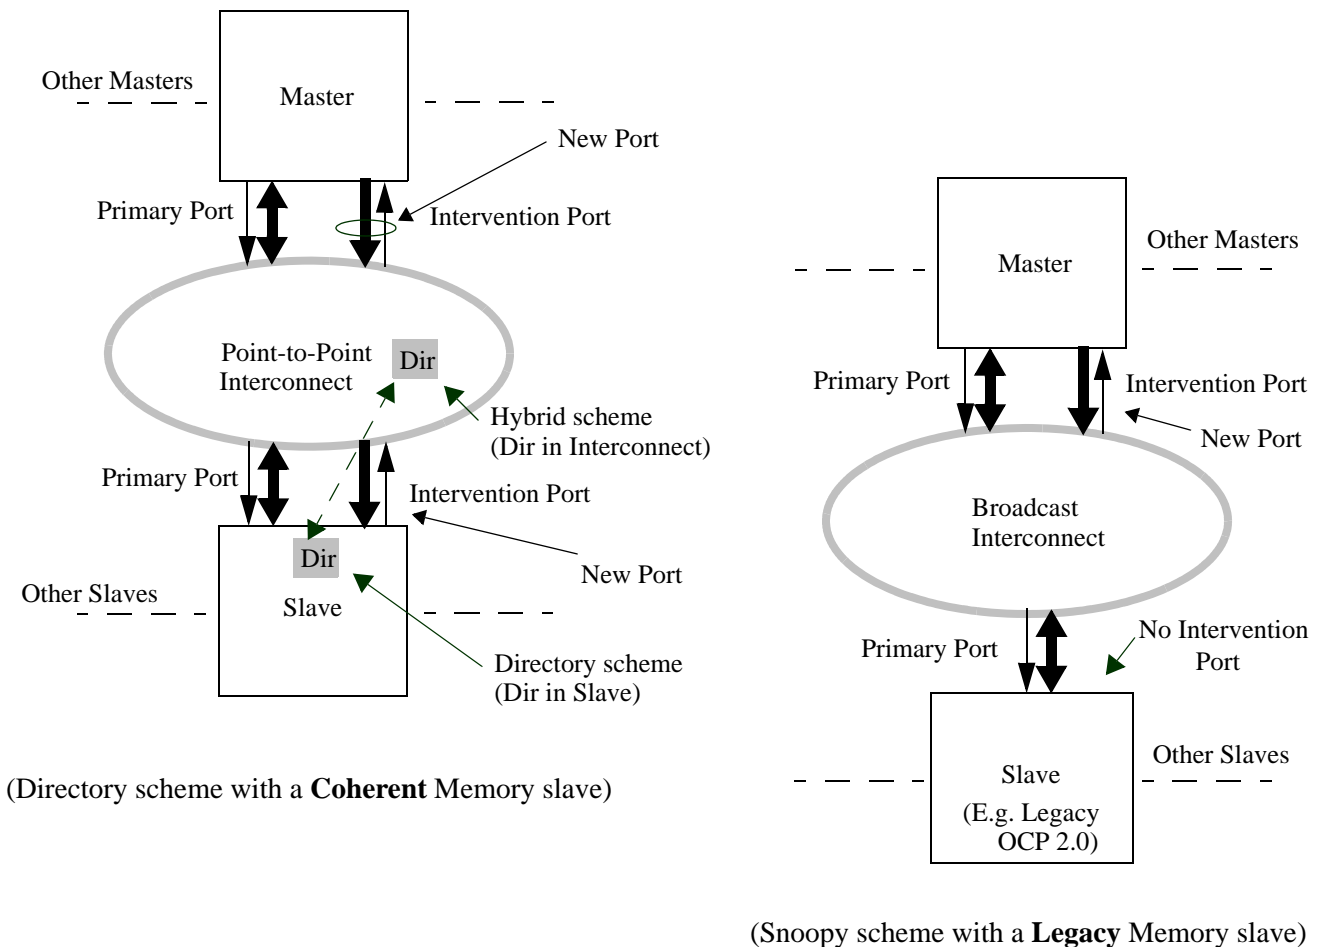 Other Masters
Master
New Port
Primary Port
Intervention Port
Point-to-Point
Interconnect
Dir
Hybrid scheme
(Dir in Interconnect)
Primary Port
Intervention Port
Dir
New Port
Other Slaves
Slave
Directory scheme
(Dir in Slave)
(Directory scheme with a Coherent Memory slave)
Master
Other Masters
Primary Port
Intervention Port
New Port
Broadcast
Interconnect
Primary Port
No Intervention
Port
Slave
(E.g. Legacy
OCP 2.0)
Other Slaves
(Snoopy scheme with a Legacy Memory slave)